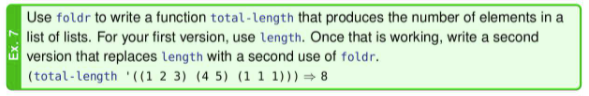 Ex. 7
Use foldr to write a function total-length that produces the number of elements in a
list of lists. For your first version, use length. Once that is working, write a second
version that replaces length with a second use of foldr.
(total-length '((1 2 3) (4 5) (1 1 1))) ⇒ 8